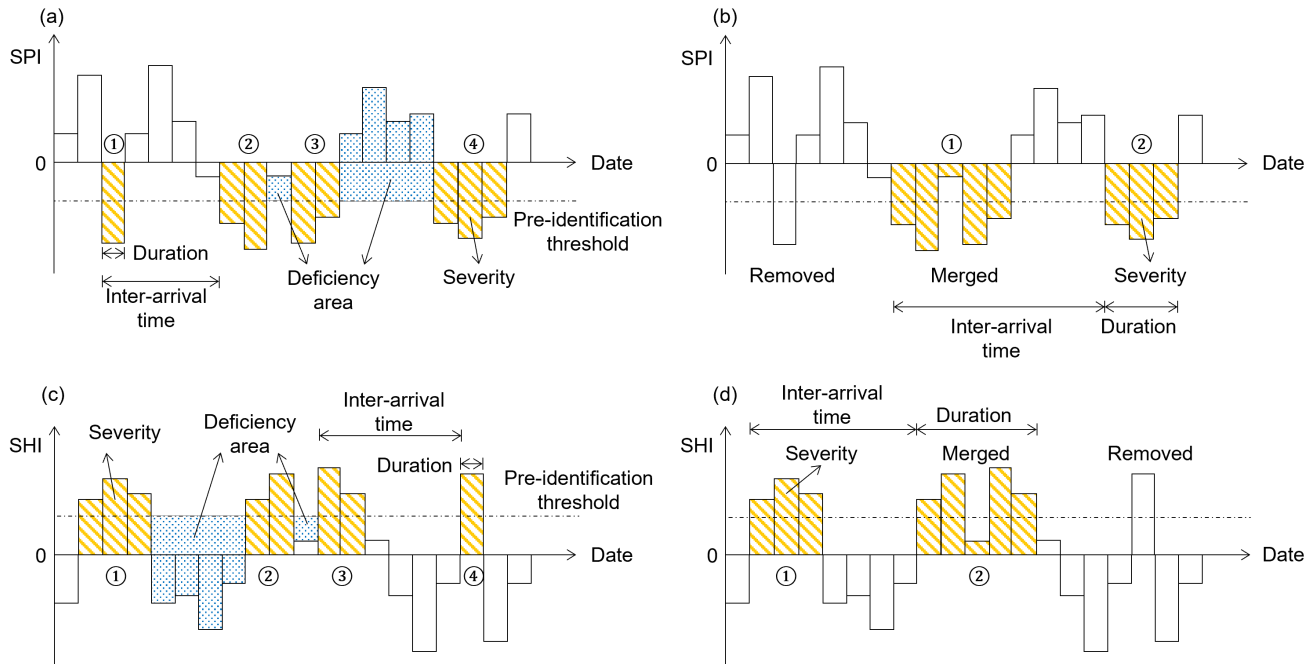 (a)
SPI
①
②
③
④
0
Date
Pre-identification
threshold
Duration
Inter-arrival
time
Deficiency
area
Severity
(b)
SPI
①
②
0
Date
Removed
Merged
Severity
Inter-arrival
time
Duration
(c)
SHI
Severity
Deficiency
area
Inter-arrival
time
Duration
Pre-identification
threshold
0
Date
①
②
③
④
(d)
SHI
Inter-arrival
time
Duration
Severity
Merged
Removed
0
Date
①
②